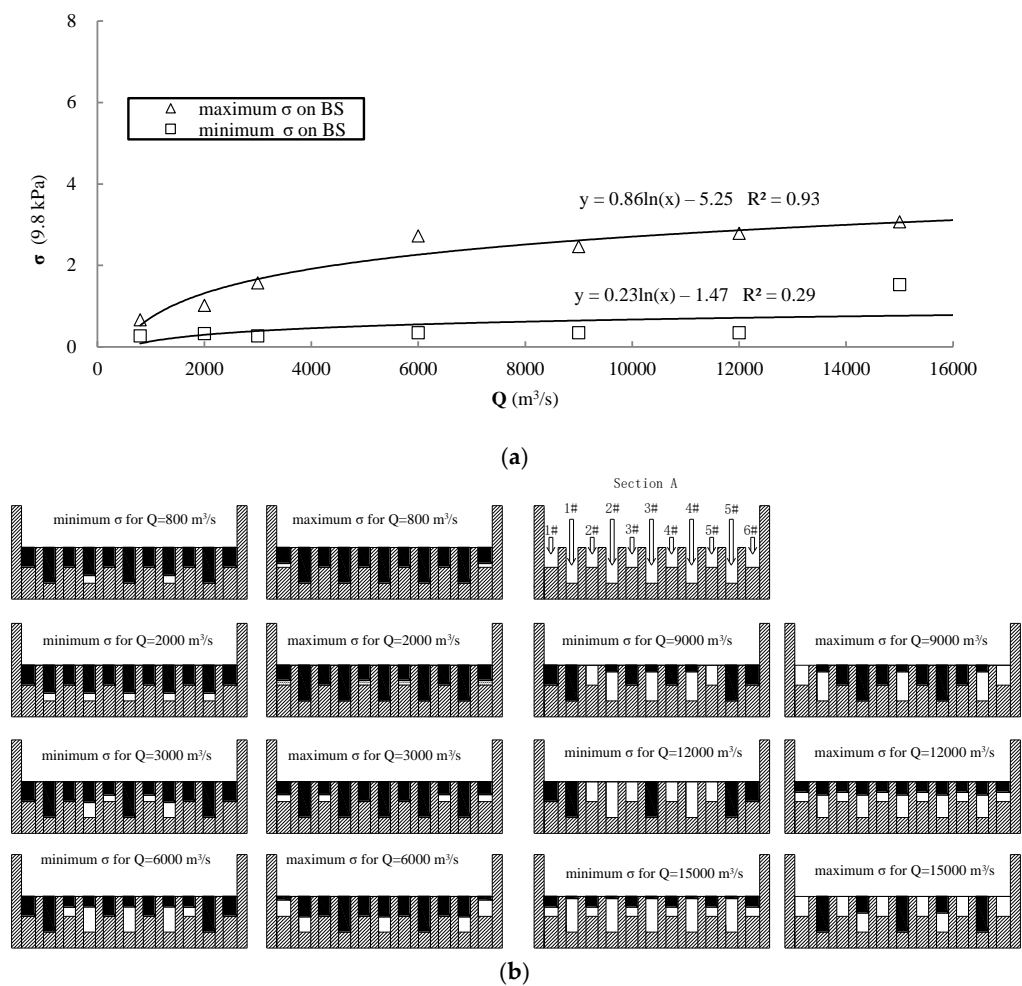 8
6
4
2
0
σ (9.8 kPa)
maximum σ on BS
minimum σ on BS
y = 0.86ln(x) – 5.25 R² = 0.93
y = 0.23ln(x) – 1.47 R² = 0.29
0 2000 4000 6000 8000 10000 12000 14000 16000
Q (m³/s)
(a)
Section A
1# 2# 3# 4# 5#
1# 2# 3# 4# 5# 6#
minimum σ for Q=800 m³/s
maximum σ for Q=800 m³/s
minimum σ for Q=2000 m³/s
maximum σ for Q=2000 m³/s
minimum σ for Q=9000 m³/s
maximum σ for Q=9000 m³/s
minimum σ for Q=3000 m³/s
maximum σ for Q=3000 m³/s
minimum σ for Q=12000 m³/s
maximum σ for Q=12000 m³/s
minimum σ for Q=6000 m³/s
maximum σ for Q=6000 m³/s
minimum σ for Q=15000 m³/s
maximum σ for Q=15000 m³/s
(b)